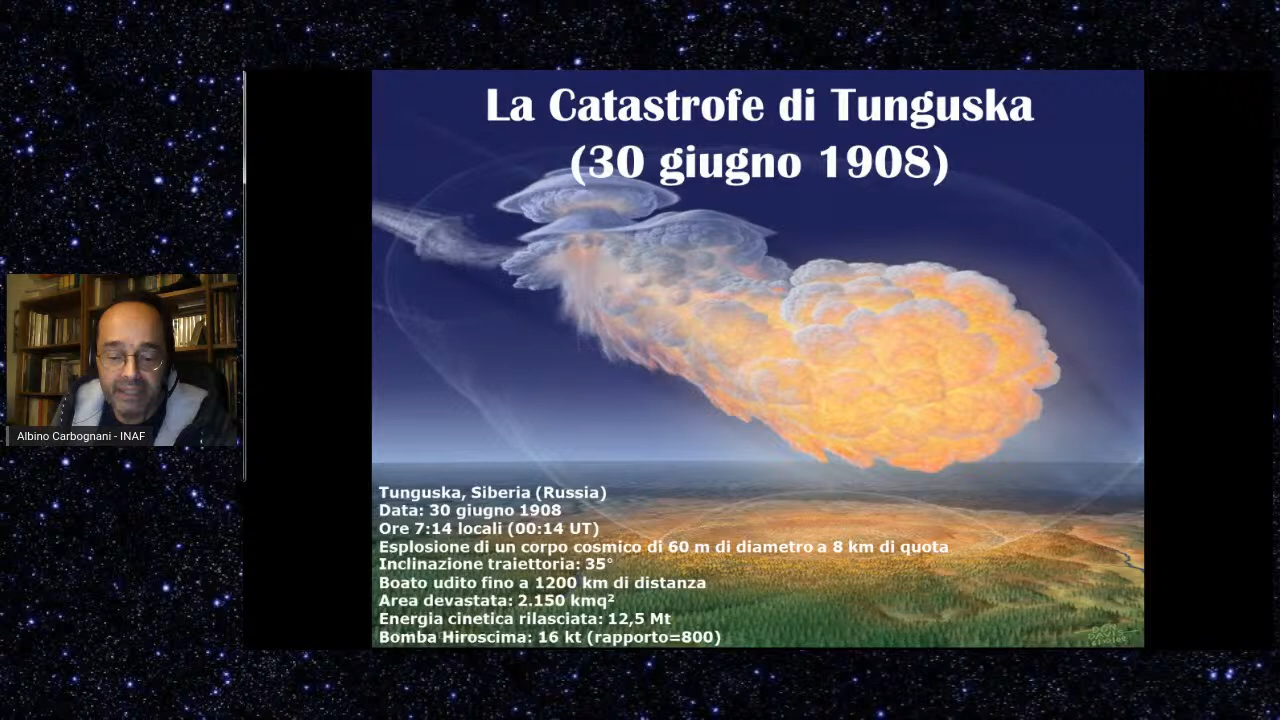 La Catastrofe di Tunguska
(30 giugno 1908)
Albino Carbognani - INAF
Tunguska, Siberia (Russia)
Data: 30 giugno 1908
Ore 7:14 locali (00:14 UT)
Esplosione di un corpo cosmico di 60 m di diametro a 8 km di quota
Inclinazione traiettoria: 35°
Boato udito fino a 1200 km di distanza
Area devastata: 2.150 kmq²
Energia cinetica rilasciata: 12,5 Mt
Bomba Hiroscima: 16 kt (rapporto=800)